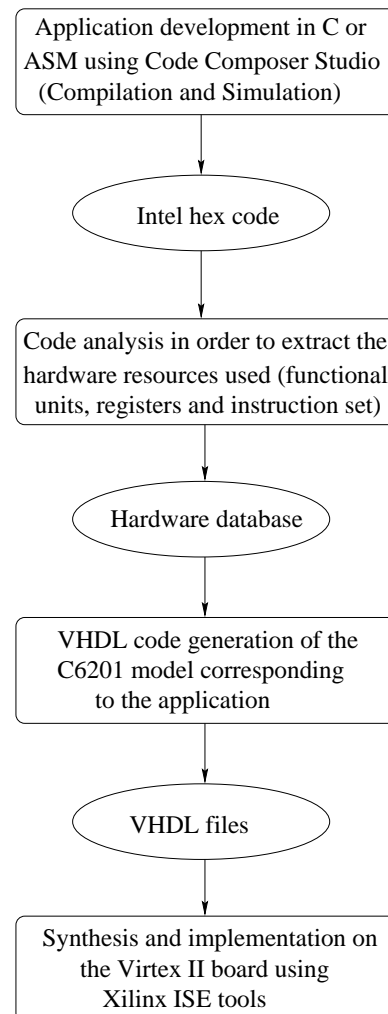 Application development in C or
ASM using Code Composer Studio
(Compilation and Simulation)
Intel hex code
Code analysis in order to extract the
hardware resources used (functional
units, registers and instruction set)
Hardware database
VHDL code generation of the
C6201 model corresponding
to the application
VHDL files
Synthesis and implementation on
the Virtex II board using
Xilinx ISE tools